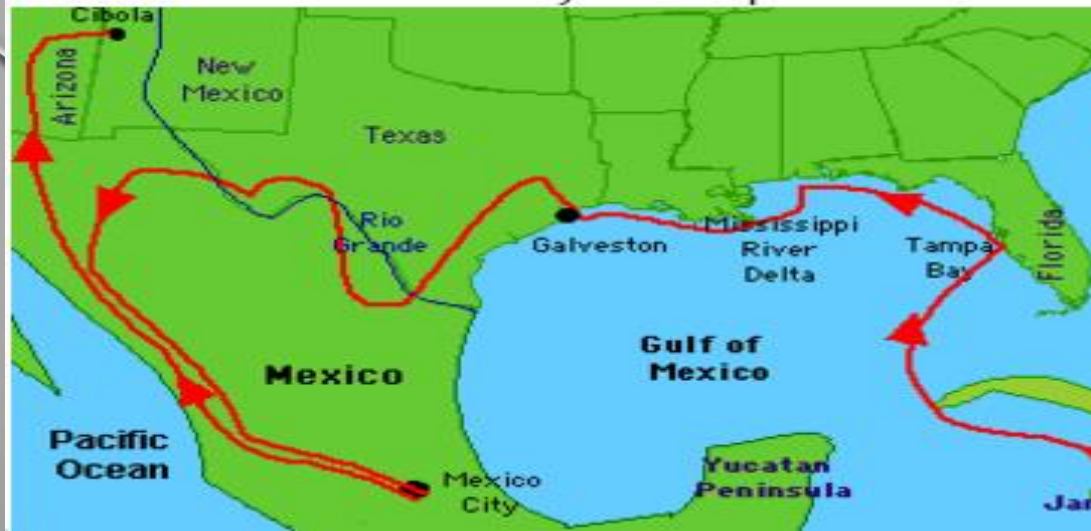 Cibola
Arizona
New
Mexico
Texas
Rio
Grande
Galveston
Mississippi
River
Delta
Tampa
Bay
Florida
Gulf of
Mexico
Mexico
Pacific
Ocean
Mexico
City
Yucatan
Peninsula